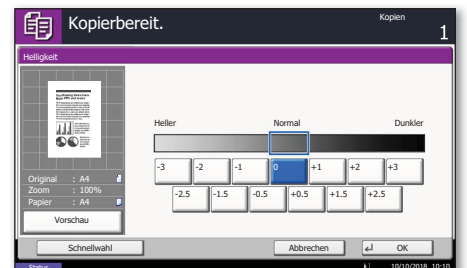 Kopierbereit.
Kopien
1
Helligkeit
Heller Normal Dunkler
-3 -2 -1 0 +1 +2 +3
-2.5 -1.5 -0.5 +0.5 +1.5 +2.5
Original : A4
Zoom : 100%
Papier : A4
Vorschau
Schnellwahl Abbrechen OK
Status 10/10/2018 10:10